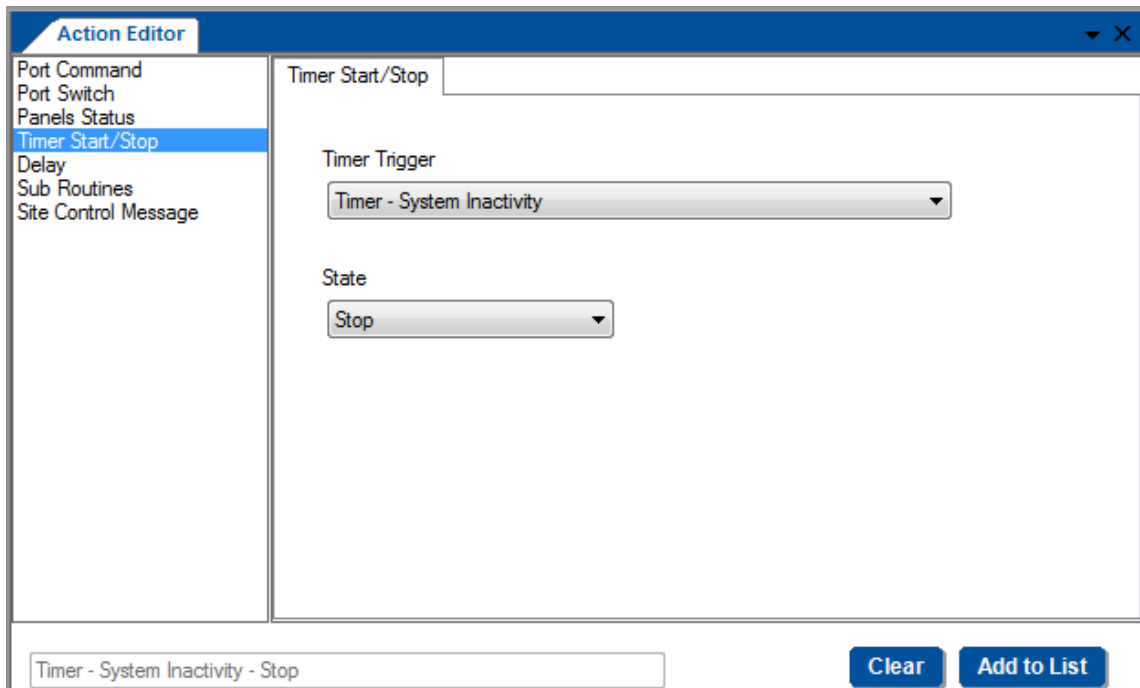 Action Editor
Port Command
Port Switch
Panels Status
Timer Start/Stop
Delay
Sub Routines
Site Control Message
Timer Start/Stop
Timer Trigger
Timer - System Inactivity
State
Stop
Timer - System Inactivity - Stop
Clear
Add to List